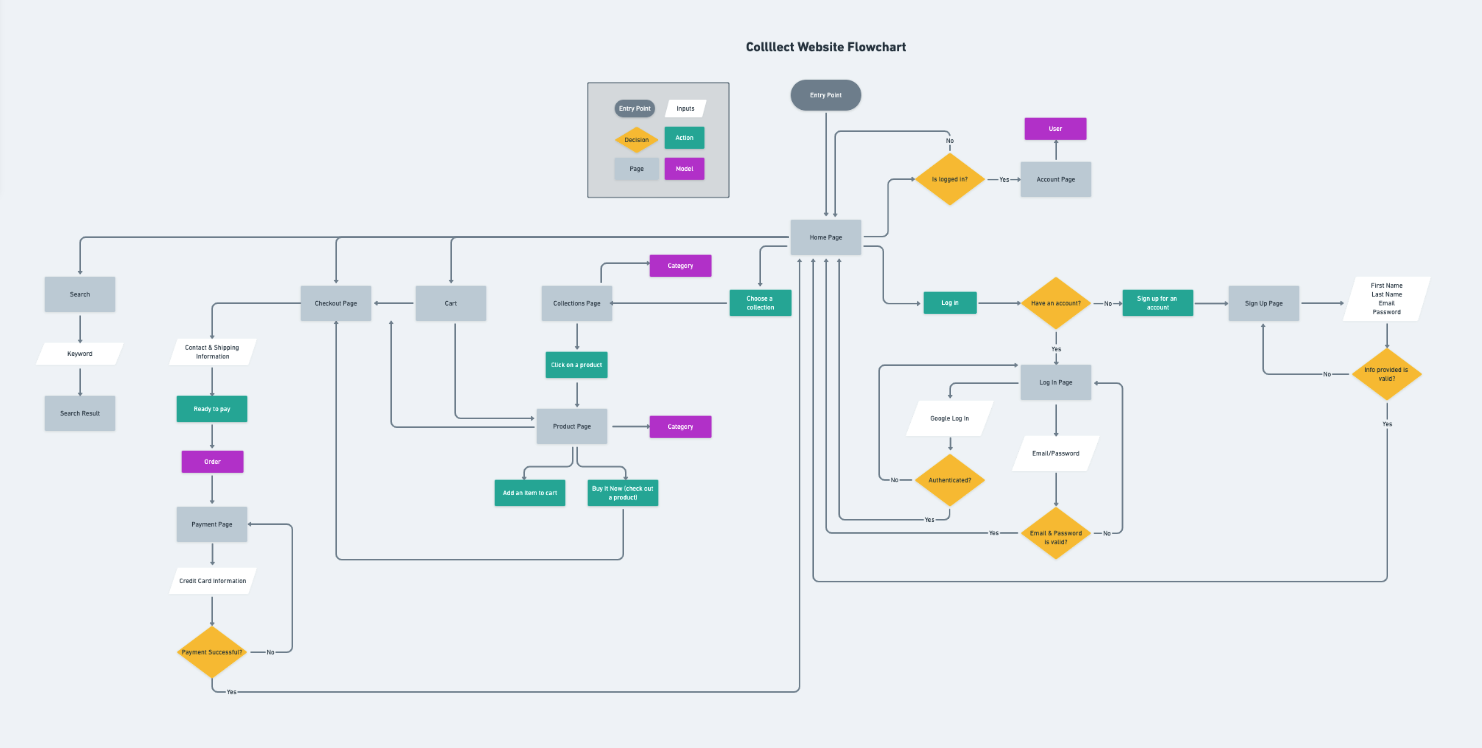 Collllect Website Flowchart
Entry Point
Entry Point
Inputs
Decision
Action
Page
Model
User
No
Is logged in?
Yes
Account Page
Home Page
Search
Keyword
Search Result
Checkout Page
Cart
Collections Page
Category
Choose a
collection
Contact & Shipping
Information
Ready to pay
Order
Payment Page
Credit Card Information
Payment Successful?
No
Yes
Click on a product
Product Page
Category
Add an item to cart
Buy It Now (check out
a product)
Log in
Have an account?
No
Sign up for an
account
Sign Up Page
First Name
Last Name
Email
Password
Info provided is
valid?
No
Yes
Yes
Log In Page
Google Log In
Email/Password
Authenticated?
No
Yes
Email & Password
is valid?
Yes
No